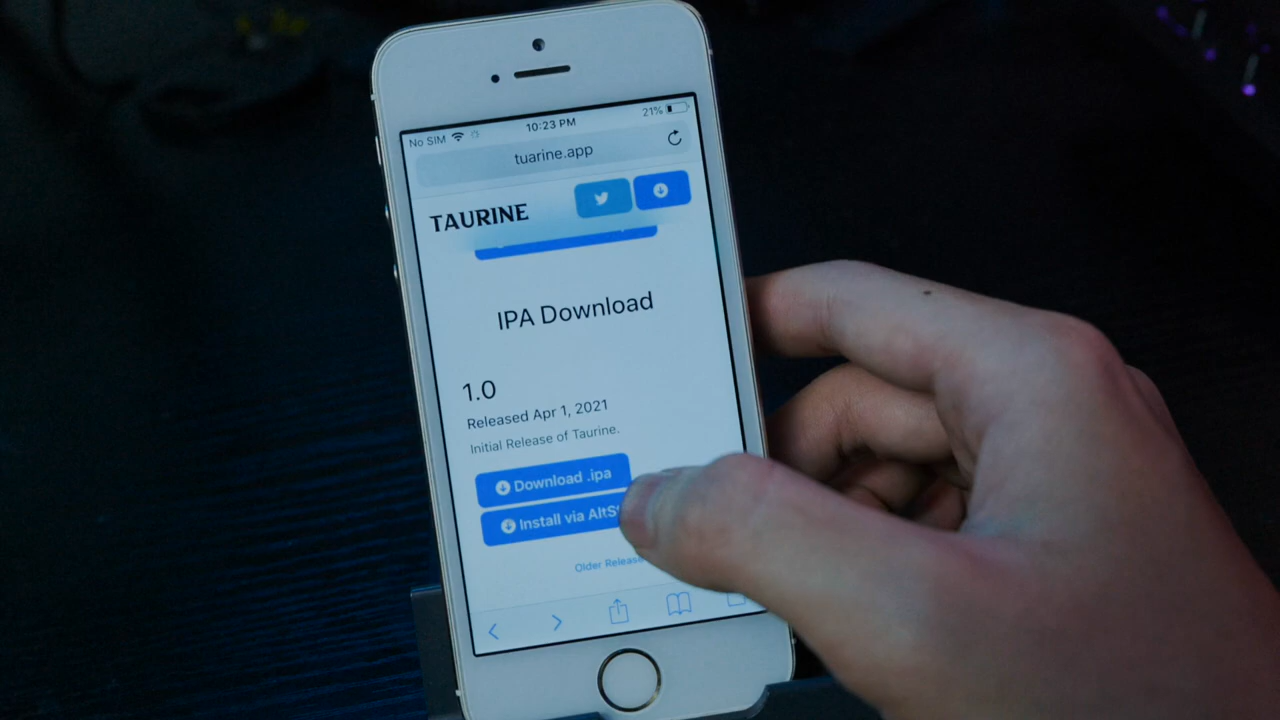 No SIM 10:23 PM 21%
tuarine.app
TAURINE
IPA Download
1.0
Released Apr 1, 2021
Initial Release of Taurine.
Download .ipa
Install via
Older